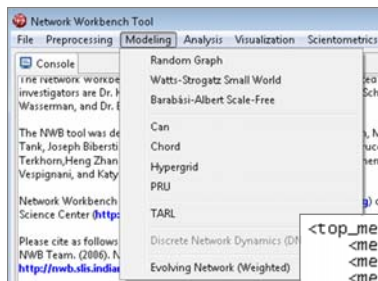 Network Workbench Tool
File Preprocessing Modeling Analysis Visualization Scientometrics
Console
Random Graph
Watts-Strogatz Small World
Barabási-Albert Scale-Free
Can
Chord
Hypergrid
PRU
TARL
Discrete Network Dynamics
Evolving Network (Weighted)
investigators are Dr.
Wasserman, and Dr.
The NWB tool was de
Tank, Joseph Bibersti
Terkhorn,Heng Zhan
Vespignani, and Katy
Network Workbench
Science Center (http:
Please cite as follows
NWB Team. (2006). N
http://nwb.slis.indian
<top_me
<me
<me
<me